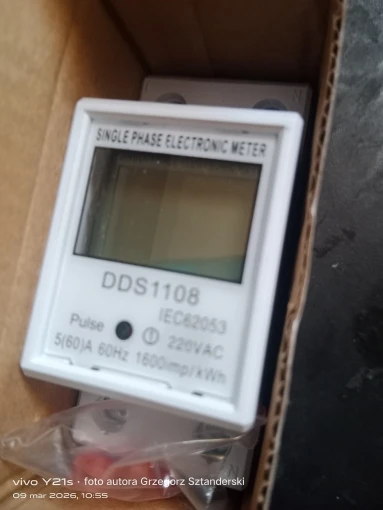 SINGLE PHASE ELECTRONIC METER
DDS1108
IEC62053
Pulse 220VAC
5(60)A 60Hz 1600imp/kWh
vivo Y21s · foto autora Grzegorz Sztanderski
09 mar 2026, 10:55